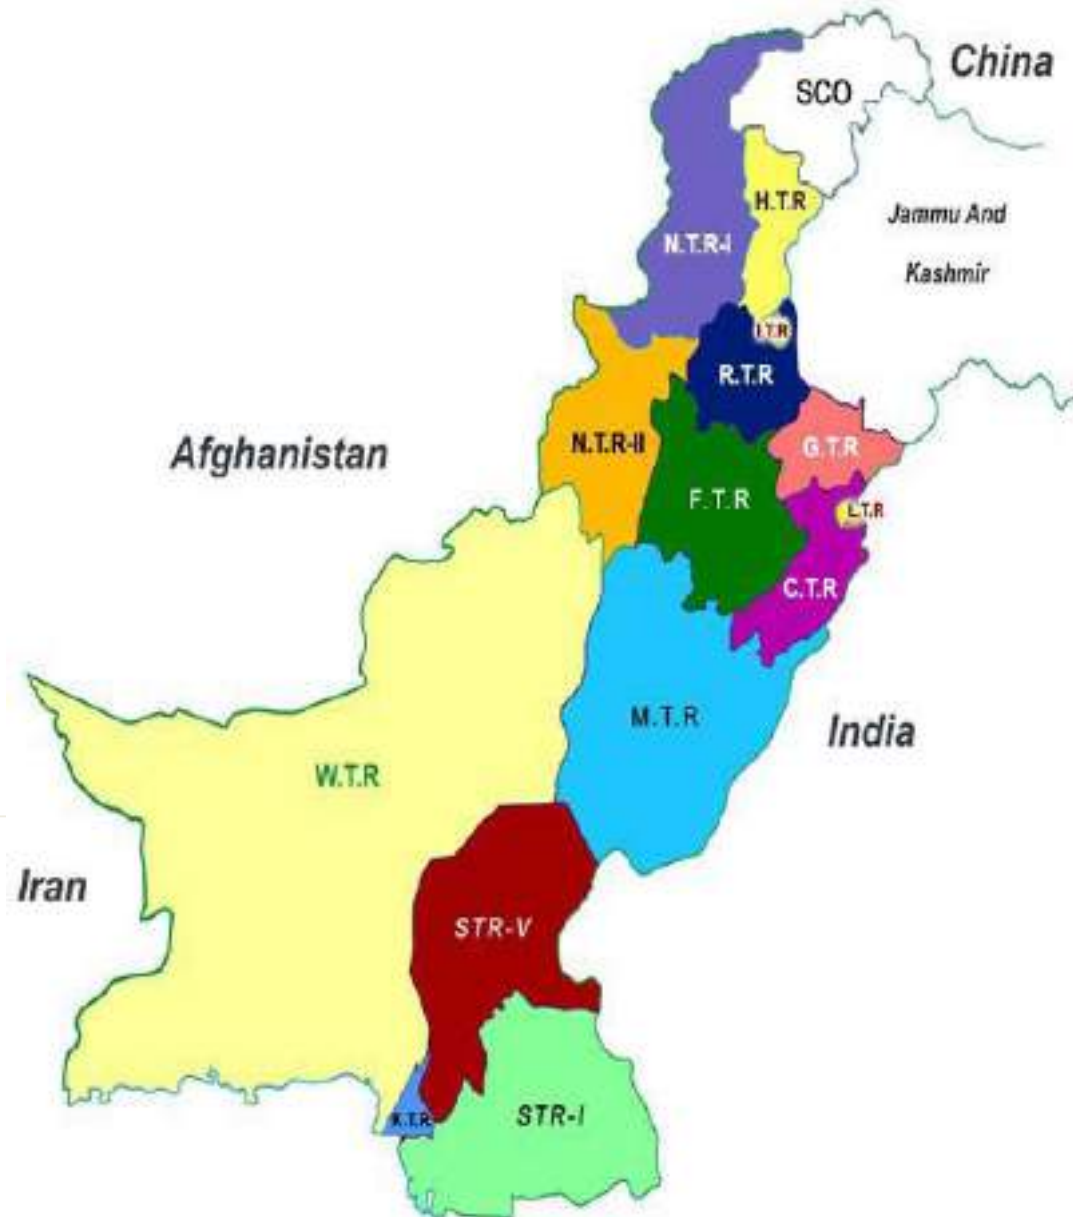 China
SCO
H.T.R
Jammu And
Kashmir
N.T.R-I
I.T.R
R.T.R
Afghanistan
N.T.R-II
G.T.R
F.T.R
L.T.R
C.T.R
M.T.R
India
W.T.R
Iran
STR-V
K.T.R
STR-I